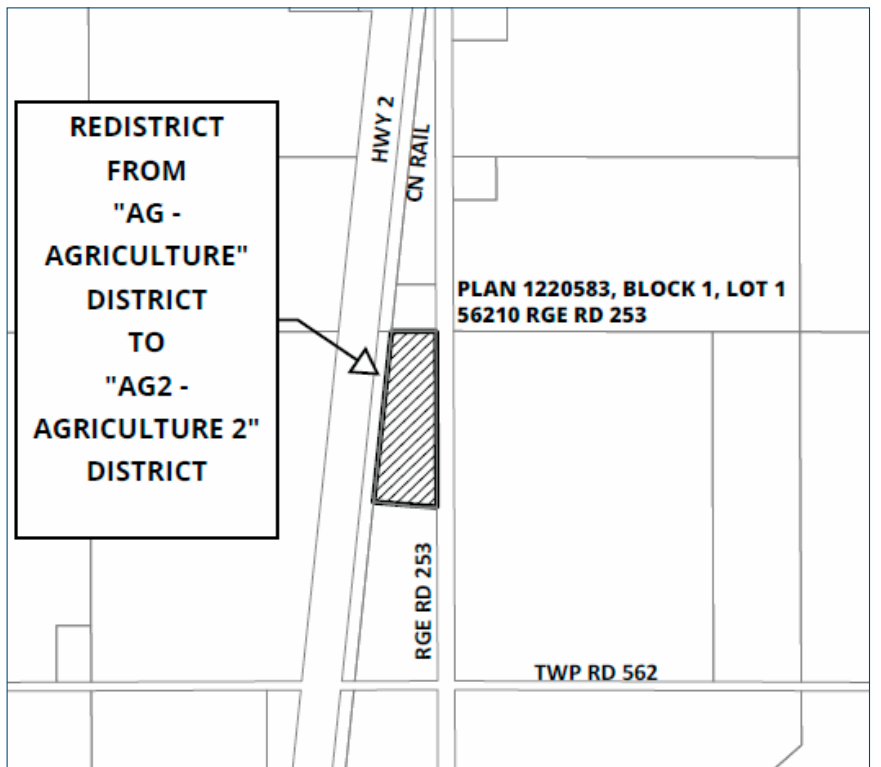 REDISTRICT
FROM
"AG -
AGRICULTURE"
DISTRICT
TO
"AG2 -
AGRICULTURE 2"
DISTRICT
HWY 2
CN RAIL
PLAN 1220583, BLOCK 1, LOT 1
56210 RGE RD 253
RGE RD 253
TWP RD 562